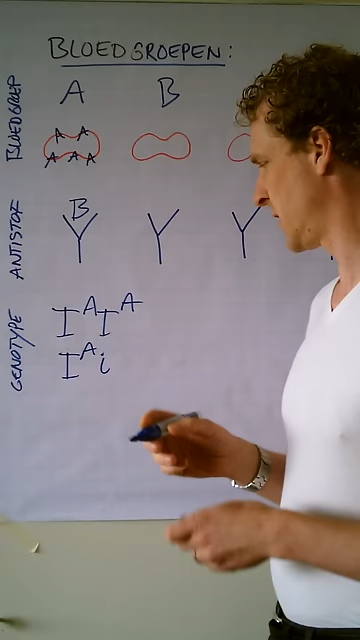 BLOEDGROEPEN:
BLOEDGROEP
A B
A A
A A A
ANTISTOF
B
GENOTYPE
I^A I^A
I^A i